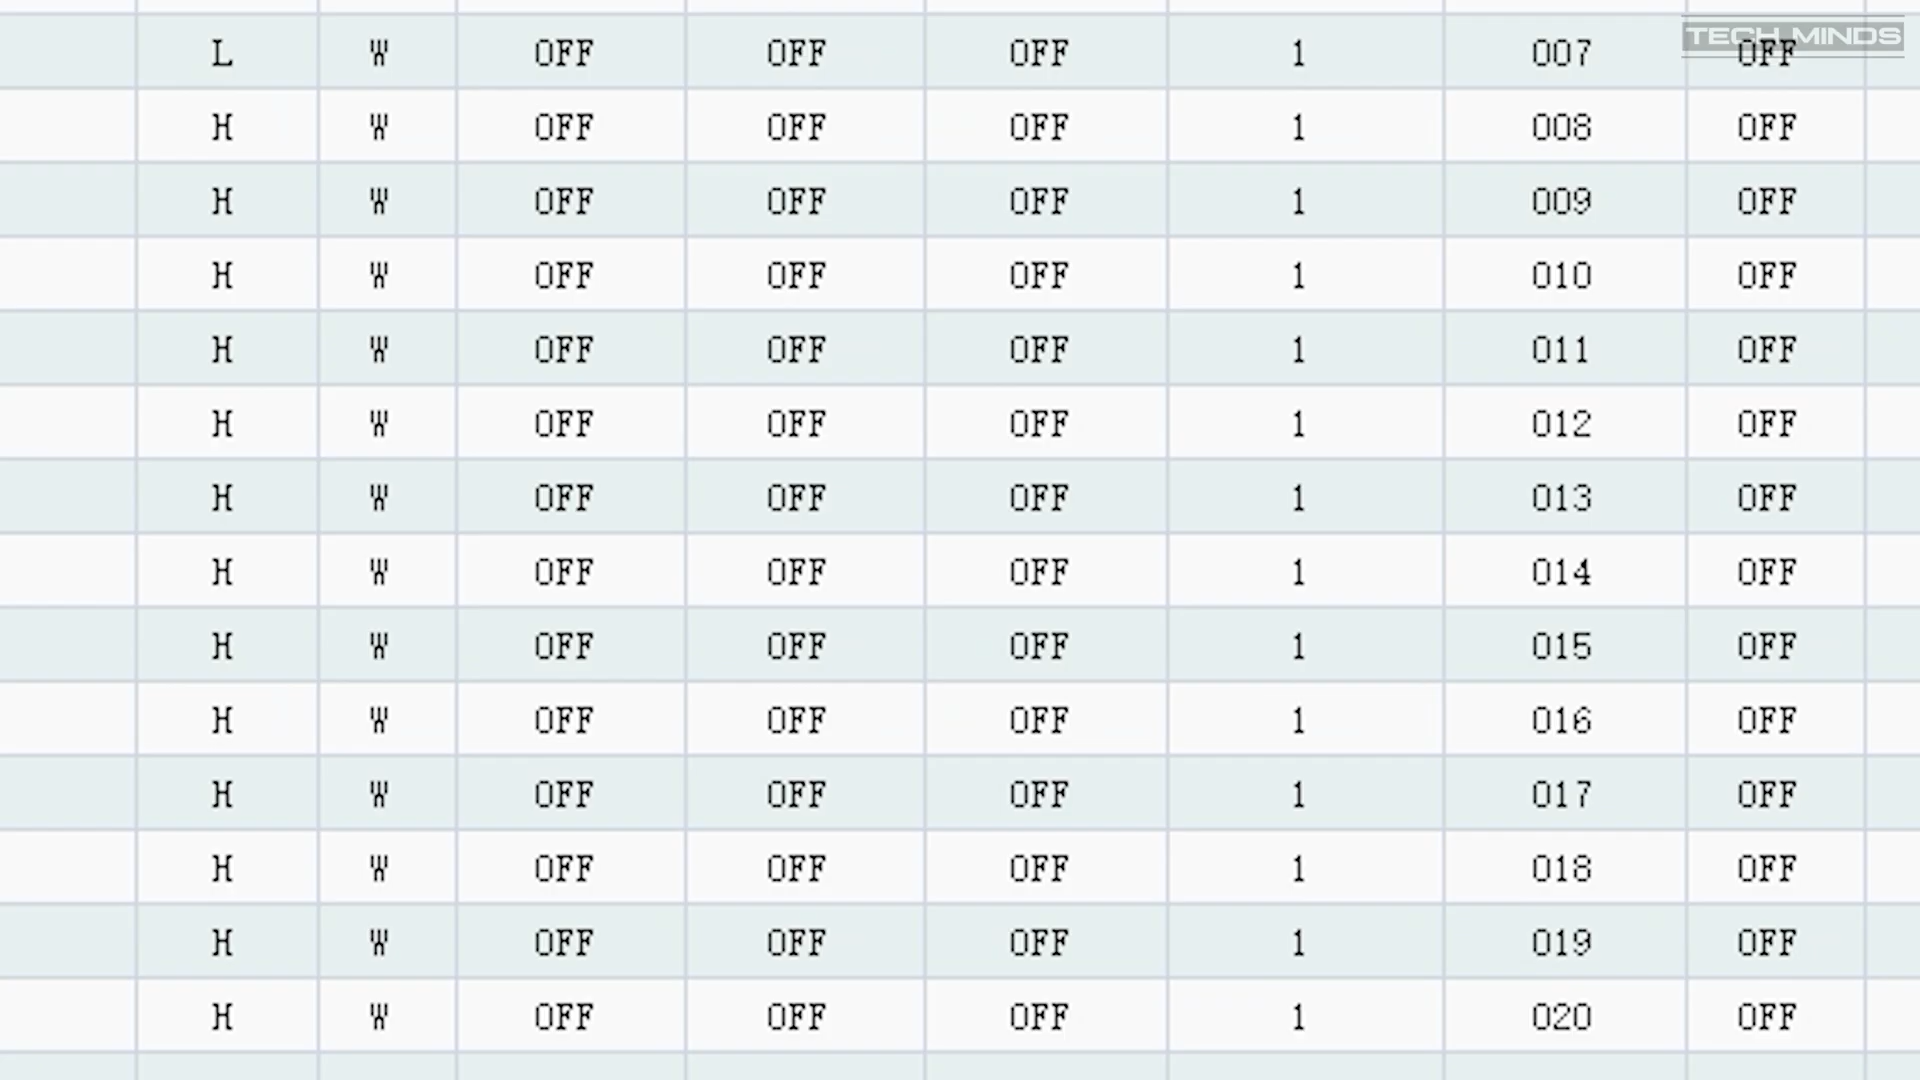 TECH MINDS
L W OFF OFF OFF 1 007 OFF
H W OFF OFF OFF 1 008 OFF
H W OFF OFF OFF 1 009 OFF
H W OFF OFF OFF 1 010 OFF
H W OFF OFF OFF 1 011 OFF
H W OFF OFF OFF 1 012 OFF
H W OFF OFF OFF 1 013 OFF
H W OFF OFF OFF 1 014 OFF
H W OFF OFF OFF 1 015 OFF
H W OFF OFF OFF 1 016 OFF
H W OFF OFF OFF 1 017 OFF
H W OFF OFF OFF 1 018 OFF
H W OFF OFF OFF 1 019 OFF
H W OFF OFF OFF 1 020 OFF